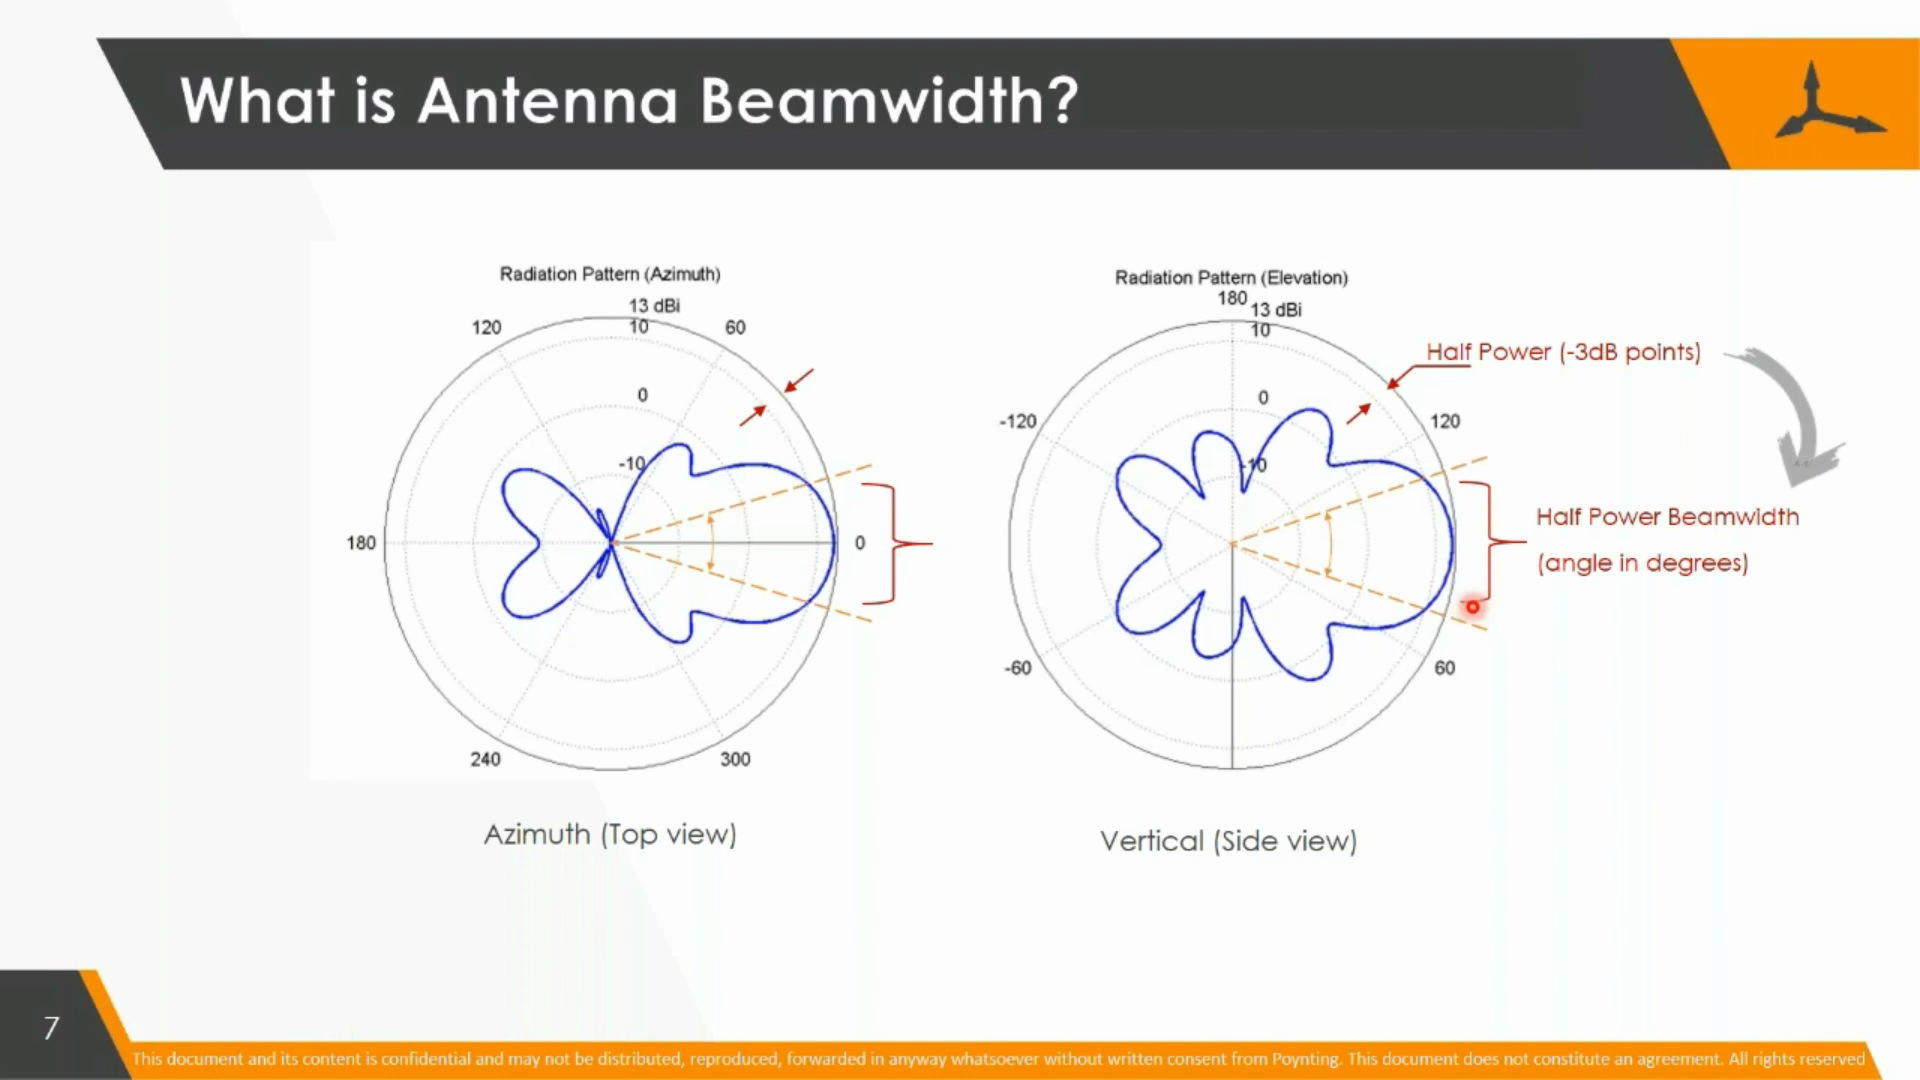 What is Antenna Beamwidth?
Radiation Pattern (Azimuth)
13 dBi
10
120
60
0
-10
180
0
240
300
Azimuth (Top view)
Radiation Pattern (Elevation)
180
13 dBi
10
0
-120
120
-10
-60
60
Vertical (Side view)
Half Power (-3dB points)
Half Power Beamwidth
(angle in degrees)
7
This document and its content is confidential and may not be distributed, reproduced, forwarded in anyway whatsoever without written consent from Poynting. This document does not constitute an agreement. All rights reserved